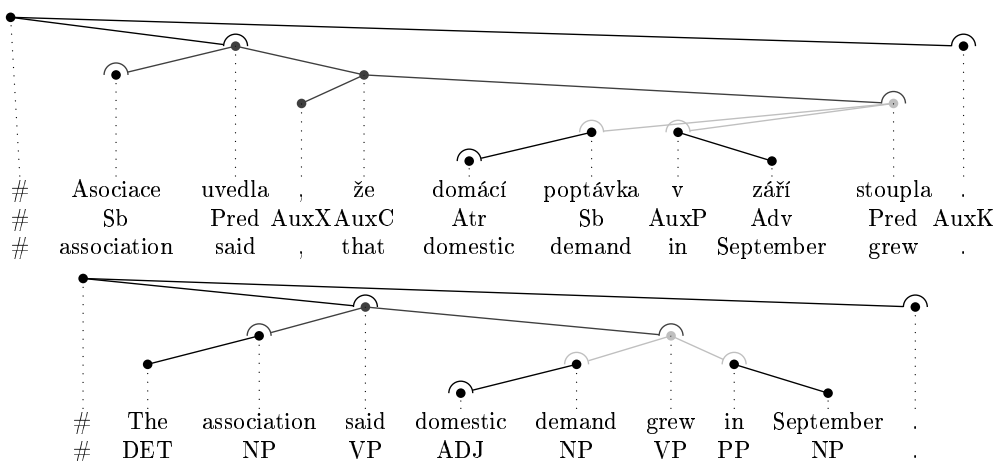 # Asociace uvedla , že domácí poptávka v září stoupla .
# Sb Pred AuxX AuxC Atr Sb AuxP Adv Pred AuxK
# association said , that domestic demand in September grew .
# The association said domestic demand grew in September .
# DET NP VP ADJ NP VP PP NP .